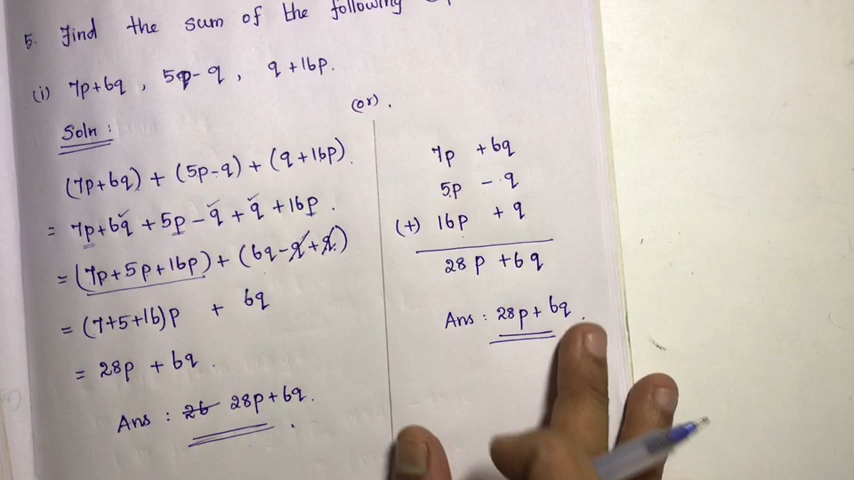 5. Find the sum of the following
(i) 7p+6q , 5p-q , q+16p.
Soln :
(7p+6q) + (5p-q) + (q+16p).
= 7p+6q+5p-q+q+16p.
= (7p+5p+16p) + (6q-q+q)
= (7+5+16)p + 6q
= 28p + 6q.
Ans : 26 28p+6q.
(or).
7p +6q
5p -q
(+) 16p +q
28p +6q
Ans : 28p+6q.